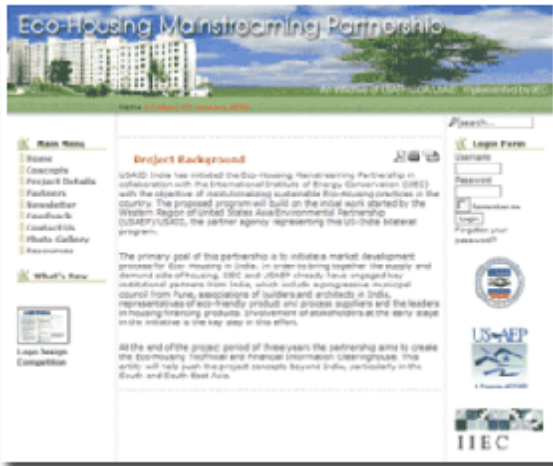 Eco-Housing Mainstreaming Partnership
An initiative of
implemented by IIEC
Home
search...
Main Menu
Home
Concepts
Project Details
Partners
Newsletter
Feedback
Contact Us
Photo Gallery
Resources
What's New
Logo Design
Competition
Project Background
USAID India has initiated the Eco-Housing Mainstreaming Partnership in
collaboration with the International Institute of Energy Conservation (IIEC)
with the objective of institutionalizing sustainable Eco-Housing practices in the
country. The proposed program will build on the initial work started by the
Western Region of United States Asia Environmental Partnership
(USAEP)/USAID, the partner agency representing this US-India bilateral
program.
The primary goal of this partnership is to initiate a market development
process for Eco-Housing in India, in order to bring together the supply and
demand side of housing. IIEC and USAEP already have engaged key
institutional partners from India, which include a progressive municipal
council from Pune, associations of builders and architects in India,
representatives of eco-friendly product and process suppliers and the leaders
in housing financing products. Involvement of stakeholders at the early stage
in the initiative is the key step in this effort.
At the end of the project period of three years the partnership aims to create
the Eco-Housing Technical and Financial Information Clearinghouse. This
entity will help push the project concepts beyond India, particularly in the
South and South East Asia.
Login Form
Username
Password
Remember me
Login
Forgotten your
password?
US-AEP
IIEC